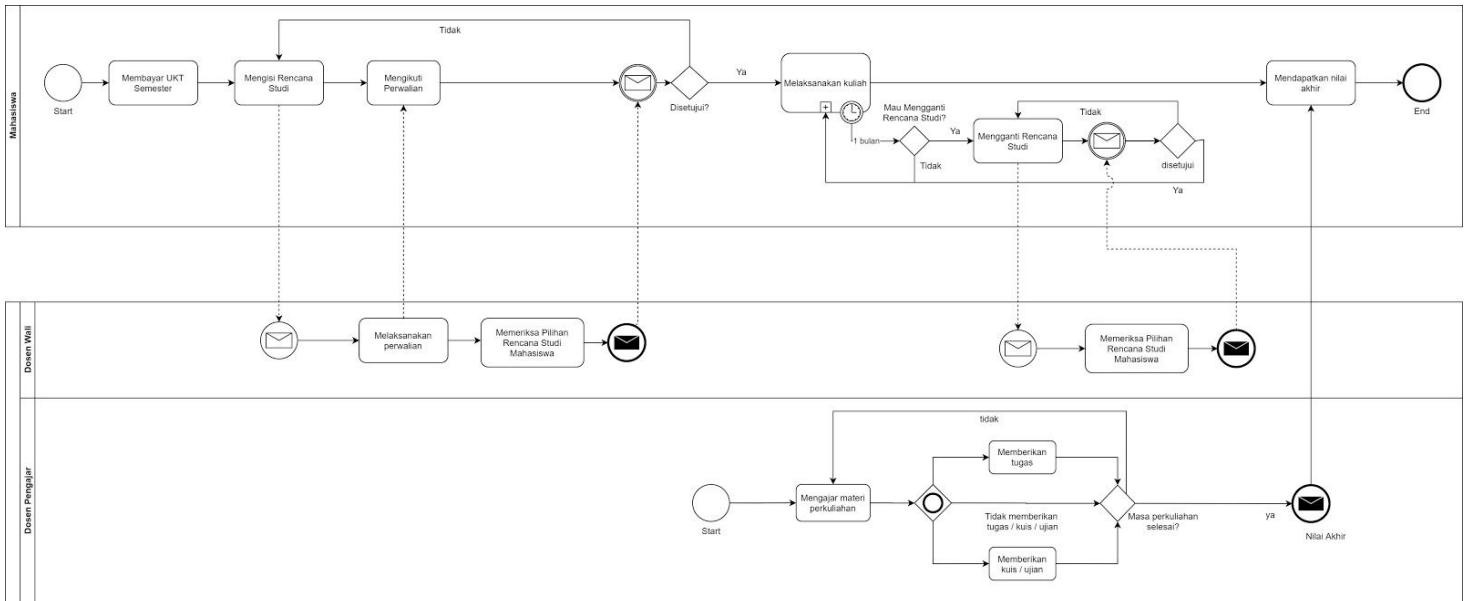 Mahasiswa
Tidak
Start
Membayar UKT
Semester
Mengisi Rencana
Studi
Mengikuti
Perwalian
Disetujui?
Ya
Melaksanakan kuliah
1 bulan
Mau Mengganti
Rencana Studi?
Ya
Tidak
Mengganti Rencana
Studi
Tidak
disetujui
Ya
Mendapatkan nilai
akhir
End
Dosen Wali
Melaksanakan
perwalian
Memeriksa Pilihan
Rencana Studi
Mahasiswa
Memeriksa Pilihan
Rencana Studi
Mahasiswa
Dosen Pengajar
Start
Mengajar materi
perkuliahan
tidak
Memberikan
tugas
Tidak memberikan
tugas / kuis / ujian
Memberikan
kuis / ujian
Masa perkuliahan
selesai?
ya
Nilai Akhir